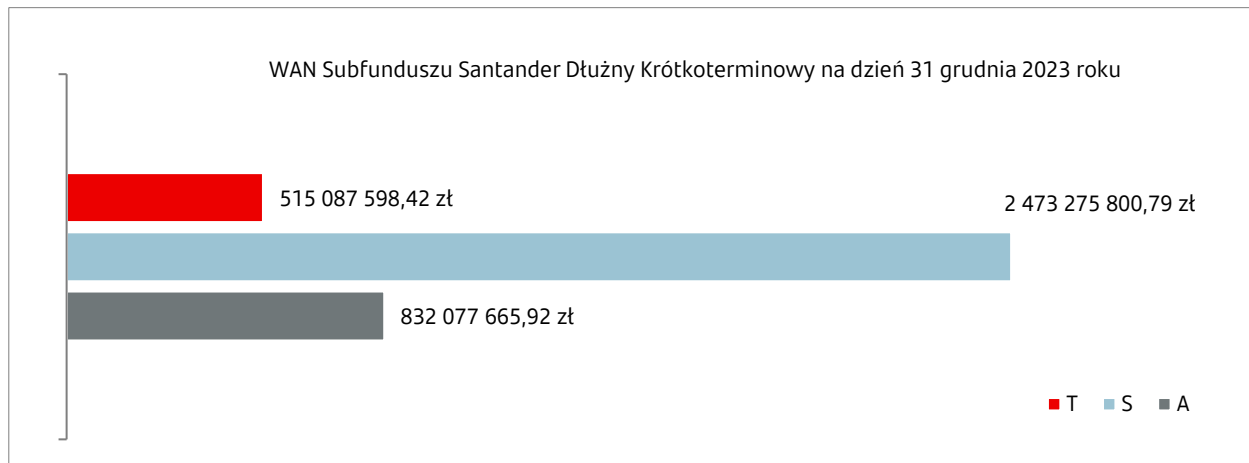 WAN Subfunduszu Santander Dłużny Krótkoterminowy na dzień 31 grudnia 2023 roku
515 087 598,42 zł
2 473 275 800,79 zł
832 077 665,92 zł
T S A